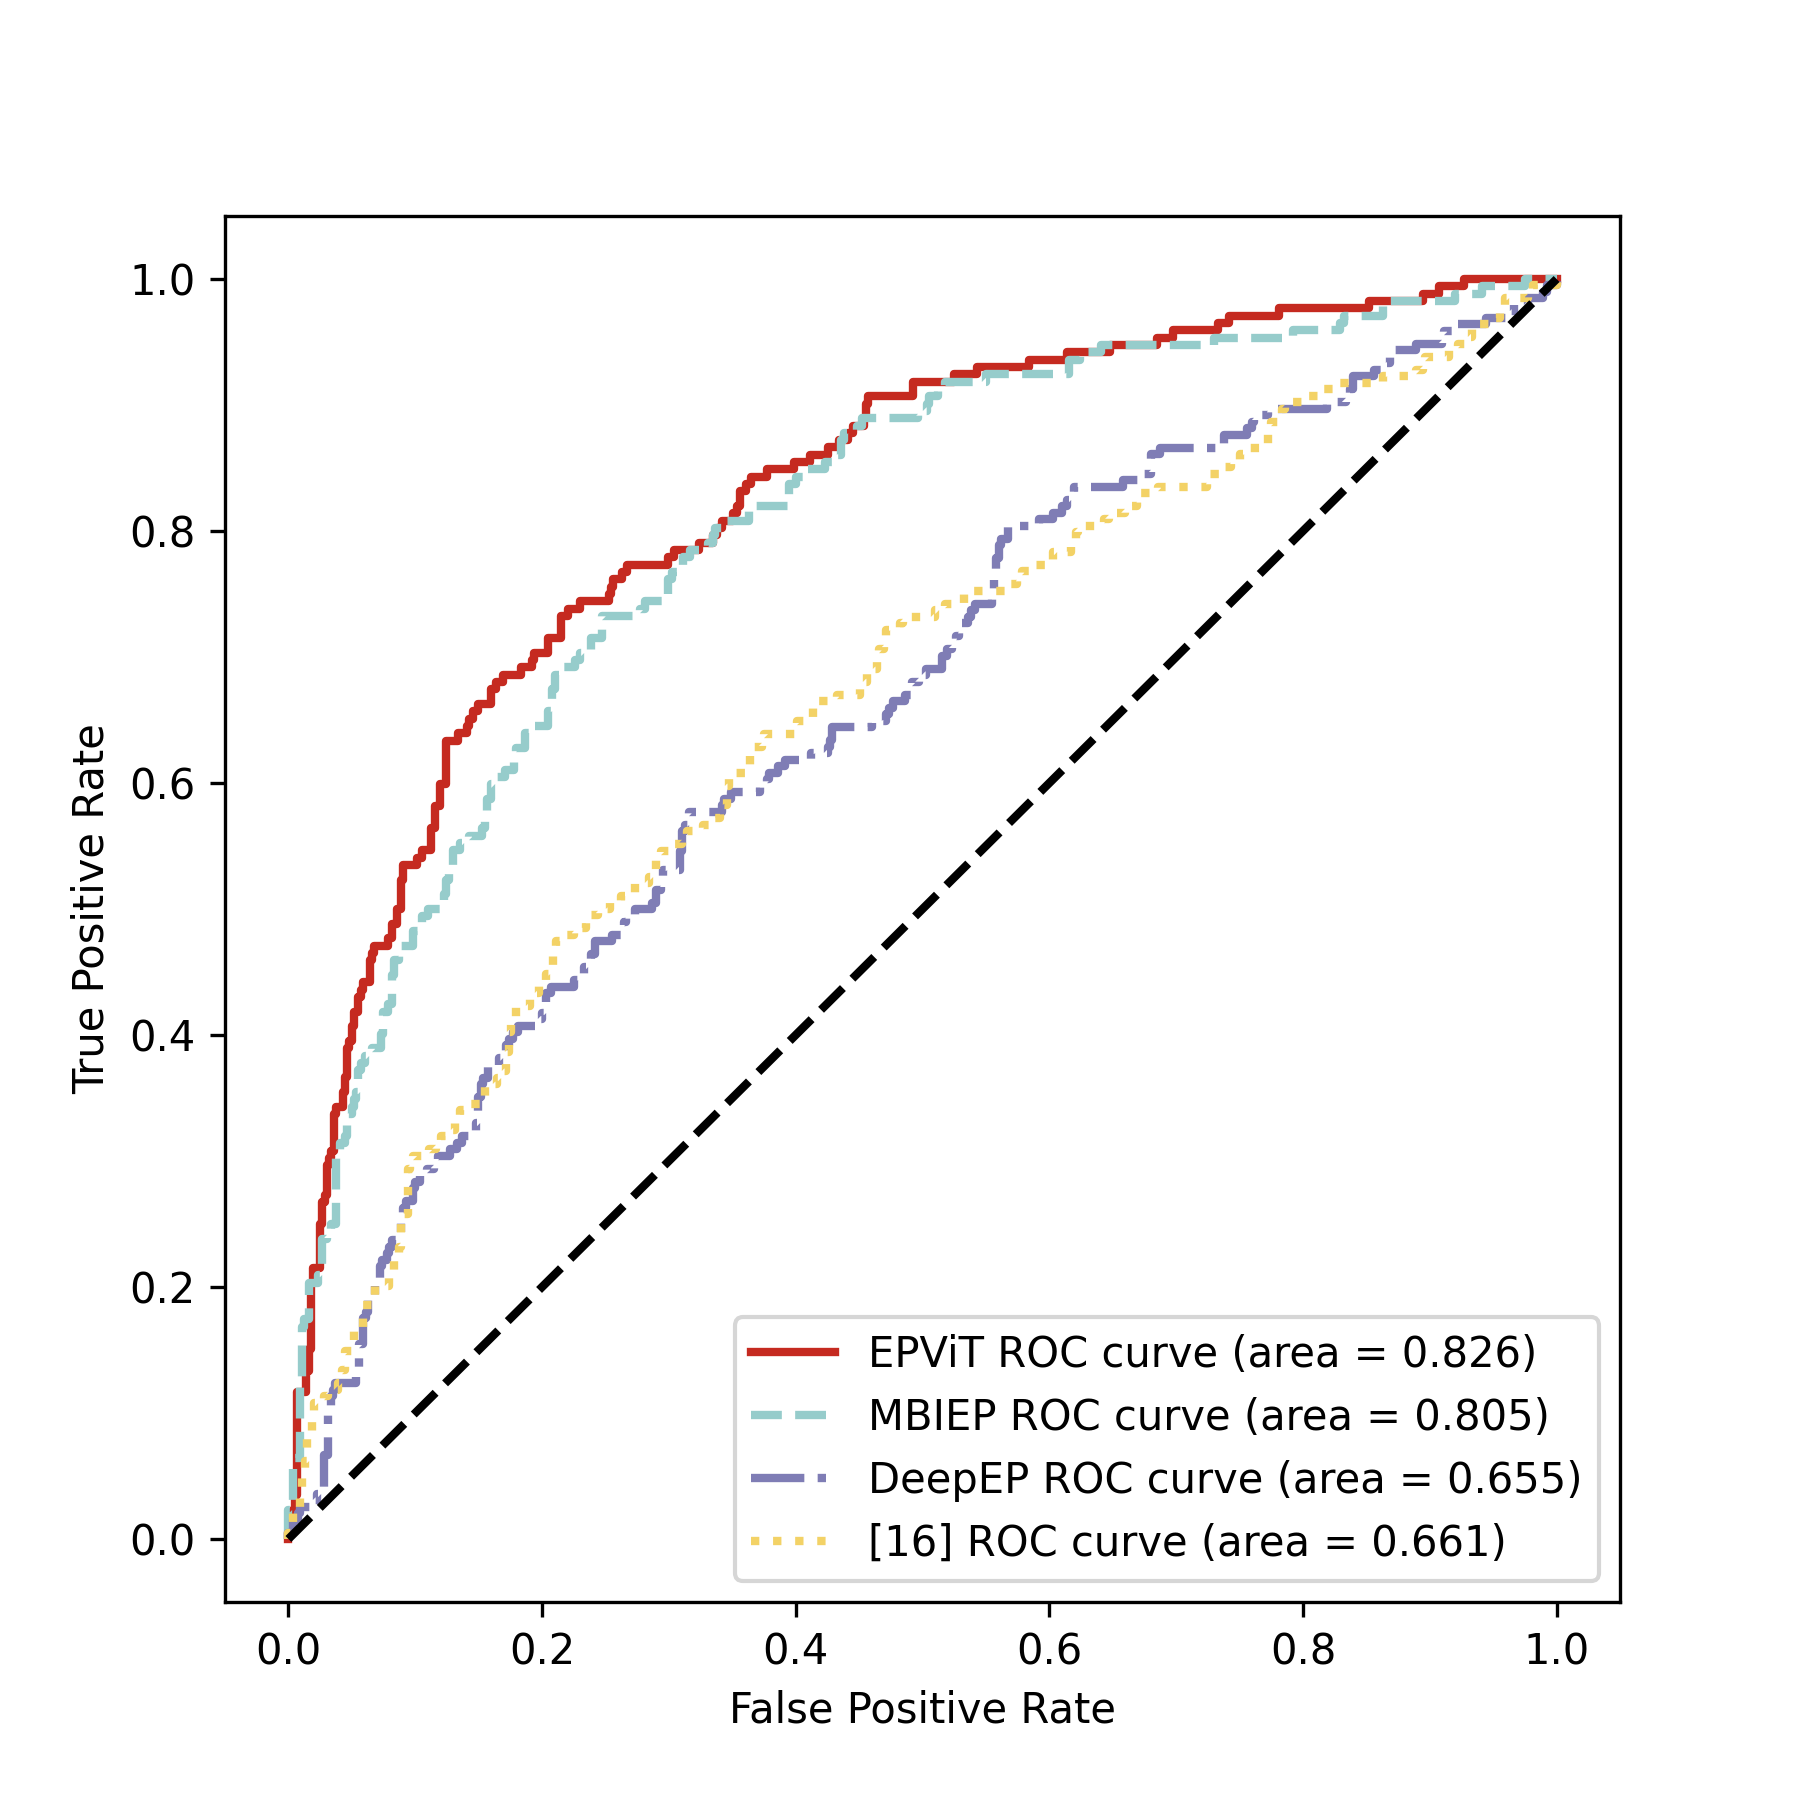 1.0
0.8
0.6
0.4
0.2
0.0
True Positive Rate
EPViT ROC curve (area = 0.826)
MBIEP ROC curve (area = 0.805)
DeepEP ROC curve (area = 0.655)
[16] ROC curve (area = 0.661)
0.0 0.2 0.4 0.6 0.8 1.0
False Positive Rate